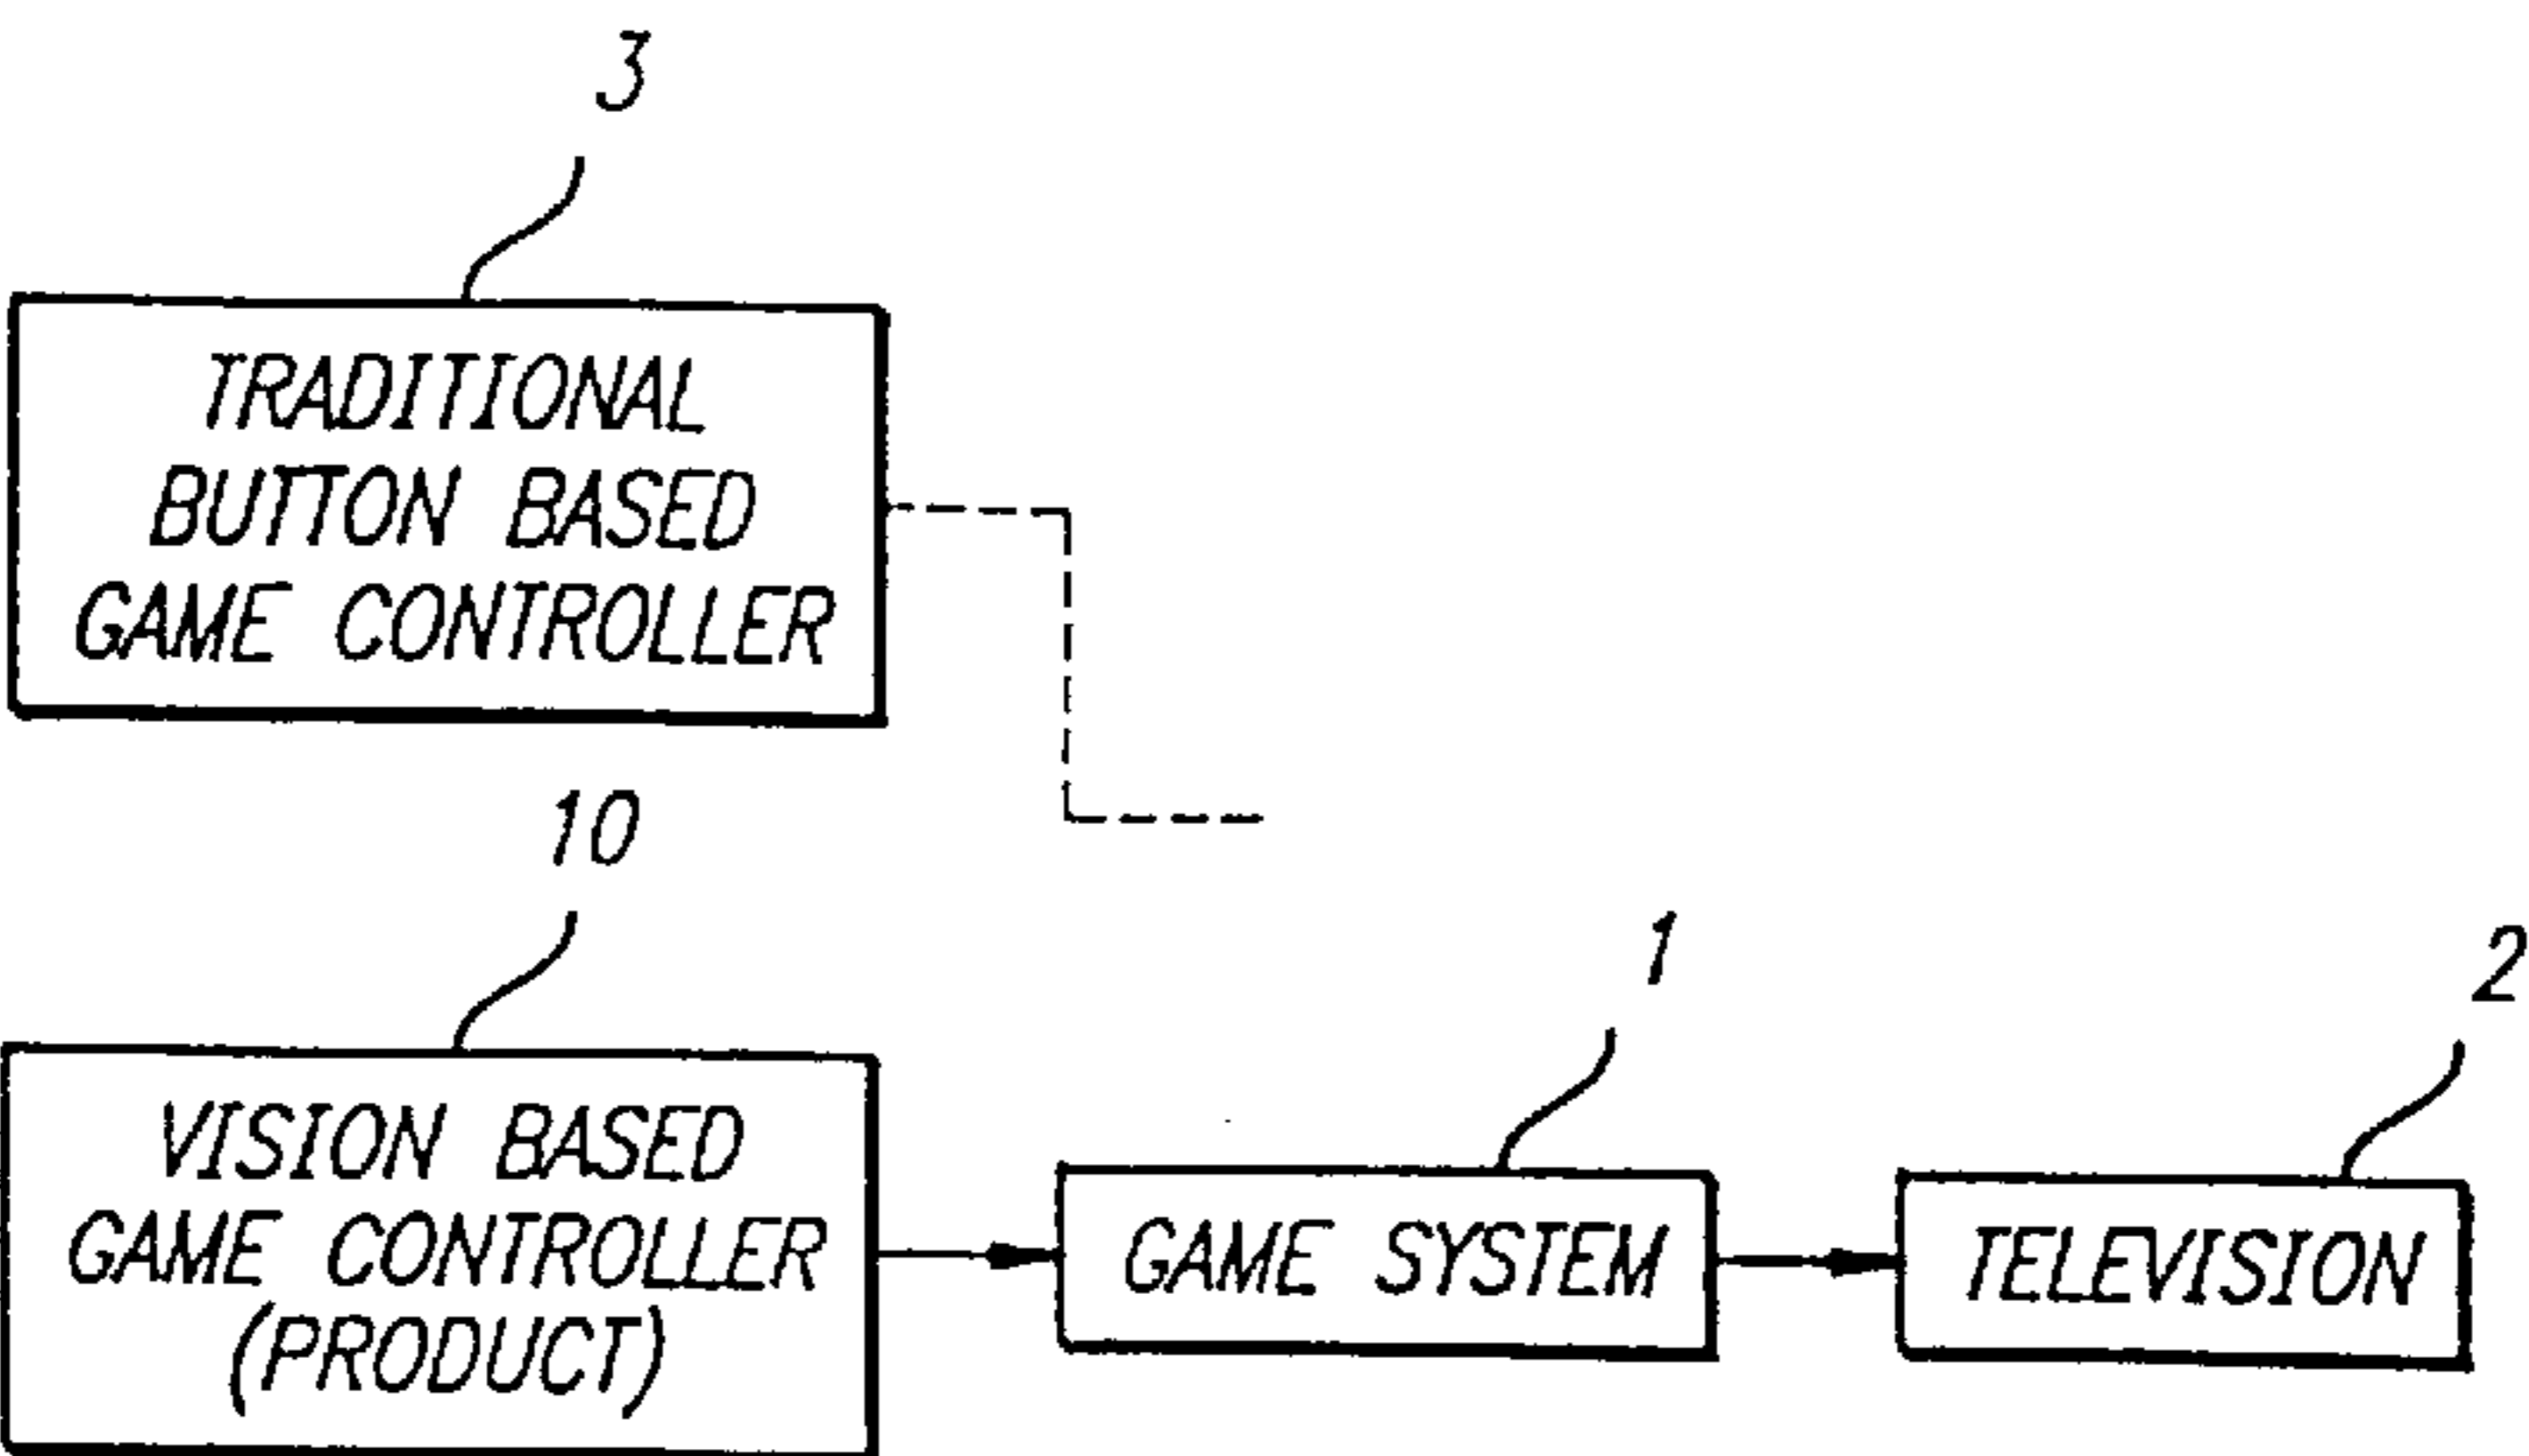 3
TRADITIONAL
BUTTON BASED
GAME CONTROLLER
10
VISION BASED
GAME CONTROLLER
(PRODUCT)
1
GAME SYSTEM
2
TELEVISION